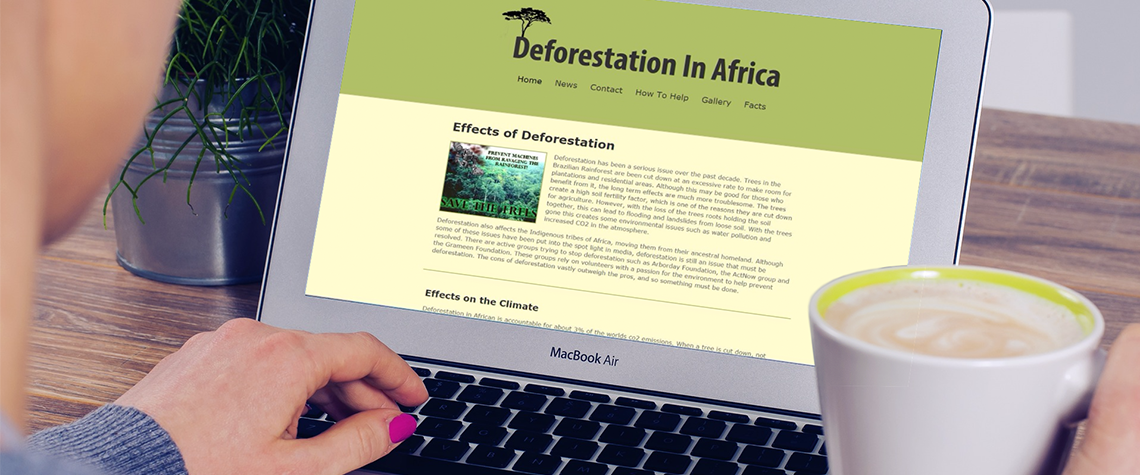 Deforestation In Africa
Home News Contact How To Help Gallery Facts
Effects of Deforestation
PREVENT MACHINES
FROM RAVAGING THE
RAINFOREST!
SAVE THE TREES
Deforestation has been a serious issue over the past decade. Trees in the
Brazilian Rainforest are been cut down at an excessive rate to make room for
plantations and residential areas. Although this may be good for those who
benefit from it, the long term effects are much more troublesome. The trees
create a high soil fertility factor, which is one of the reasons they are cut down
for agriculture. However, with the loss of the trees roots holding the soil
together, this can lead to flooding and landslides from loose soil. With the trees
gone this creates some environmental issues such as water pollution and
increased CO2 in the atmosphere.
Deforestation also affects the Indigenous tribes of Africa, moving them from their ancestral homeland. Although
some of these issues have been put into the spot light in media, deforestation is still an issue that must be
resolved. There are active groups trying to stop deforestation such as Arborday Foundation, the ActNow group and
the Grameen Foundation. These groups rely on volunteers with a passion for the environment to help prevent
deforestation. The cons of deforestation vastly outweigh the pros, and so something must be done.
Effects on the Climate
Deforestation in African is accountable for about 3% of the worlds co2 emissions. When a tree is cut down, not
MacBook Air